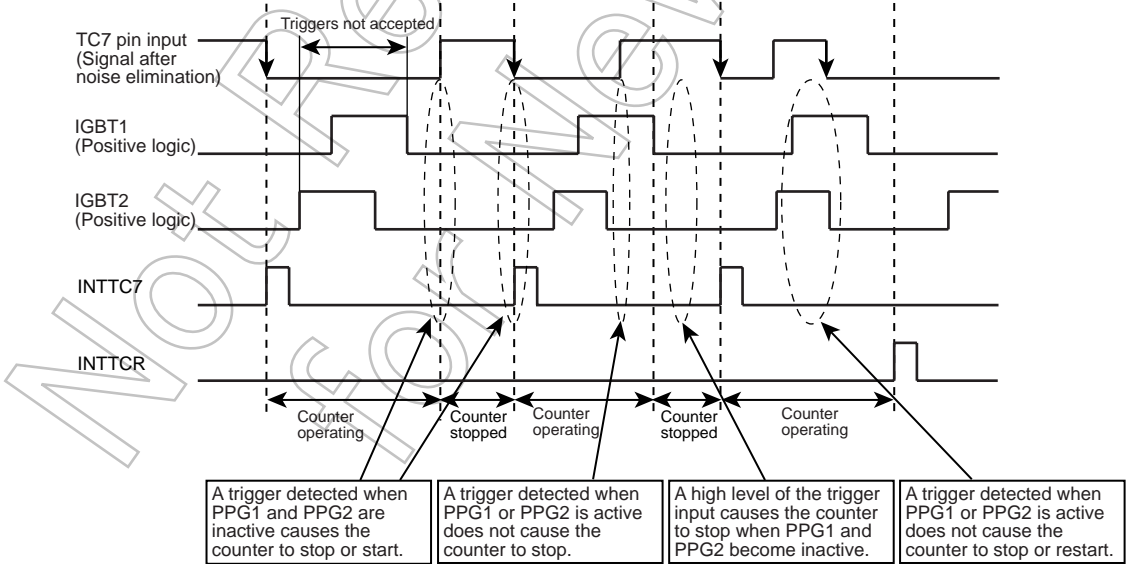 Triggers not accepted
TC7 pin input
(Signal after
noise elimination)
IGBT1
(Positive logic)
IGBT2
(Positive logic)
INTTC7
INTTCR
Counter
operating
Counter
stopped
Counter
operating
Counter
stopped
Counter
operating
A trigger detected when
PPG1 and PPG2 are
inactive causes the
counter to stop or start.
A trigger detected when
PPG1 or PPG2 is active
does not cause the
counter to stop.
A high level of the trigger
input causes the counter
to stop when PPG1 and
PPG2 become inactive.
A trigger detected when
PPG1 or PPG2 is active
does not cause the
counter to stop or restart.
Not Re
for New